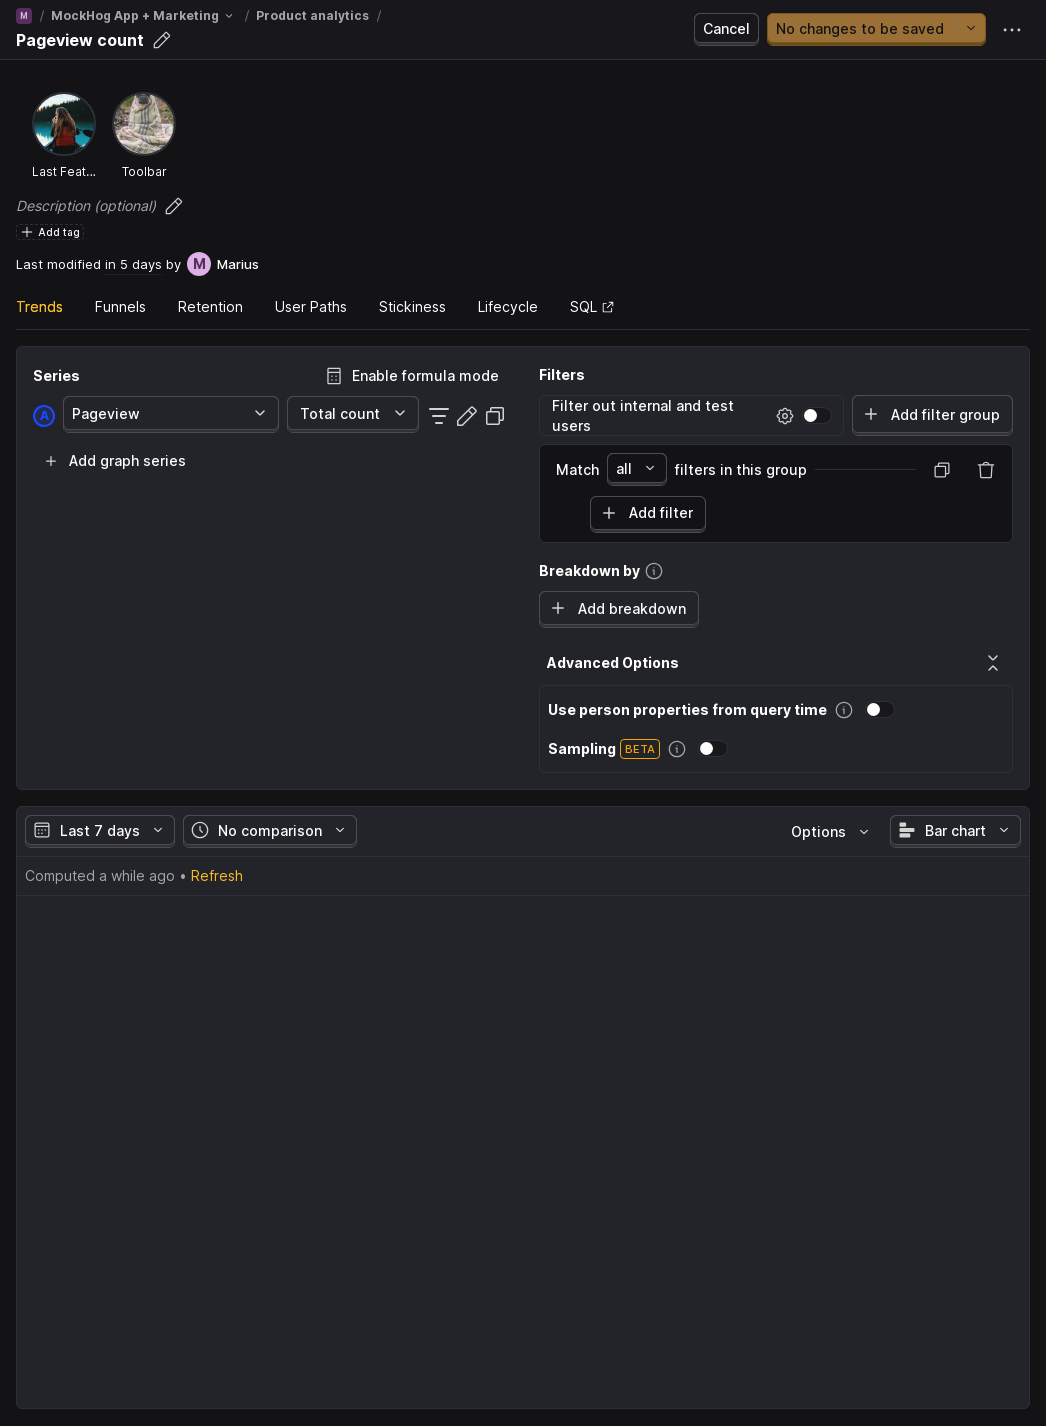 M / MockHog App + Marketing / Product analytics /
Pageview count
Cancel
No changes to be saved
Last Feat...
Toolbar
Description (optional)
Add tag
Last modified in 5 days by M Marius
Trends Funnels Retention User Paths Stickiness Lifecycle SQL
Series
Enable formula mode
A Pageview Total count
Add graph series
Filters
Filter out internal and test
users
Add filter group
Match all filters in this group
Add filter
Breakdown by
Add breakdown
Advanced Options
Use person properties from query time
Sampling BETA
Last 7 days No comparison Options Bar chart
Computed a while ago • Refresh